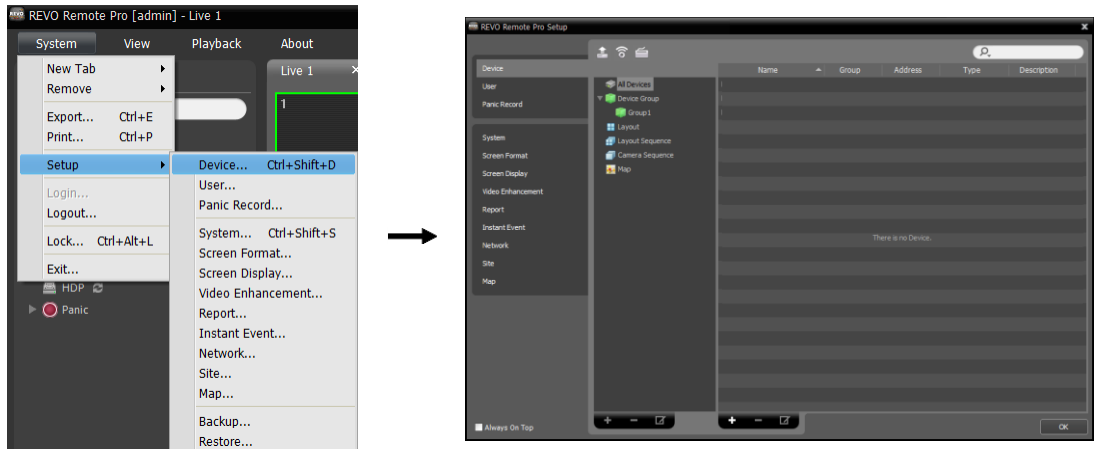 REVO Remote Pro [admin] - Live 1
System View Playback About
New Tab
Remove
Export... Ctrl+E
Print... Ctrl+P
Setup
Login...
Logout...
Lock... Ctrl+Alt+L
Exit...
HDP
Panic
Live 1
1
Device... Ctrl+Shift+D
User...
Panic Record...
System... Ctrl+Shift+S
Screen Format...
Screen Display...
Video Enhancement...
Report...
Instant Event...
Network...
Site...
Map...
Backup...
Restore...
REVO Remote Pro Setup
Device
User
Panic Record
System
Screen Format
Screen Display
Video Enhancement
Report
Instant Event
Network
Site
Map
Always On Top
All Devices
Device Group
Group1
Layout
Layout Sequence
Camera Sequence
Map
Name Group Address Type Description
There is no Device.
OK